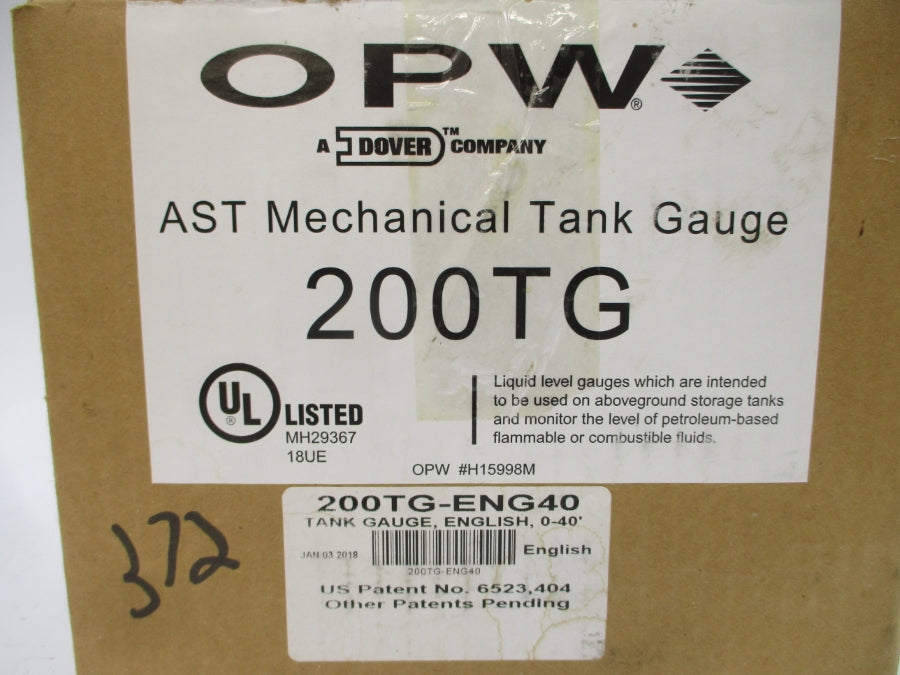 OPW®
A DOVER™ COMPANY
AST Mechanical Tank Gauge
200TG
UL® LISTED
MH29367
18UE
Liquid level gauges which are intended
to be used on aboveground storage tanks
and monitor the level of petroleum-based
flammable or combustible fluids.
OPW #H15998M
200TG-ENG40
TANK GAUGE, ENGLISH, 0-40'
JAN 03 2018
English
200TG-ENG40
US Patent No. 6523,404
Other Patents Pending
372